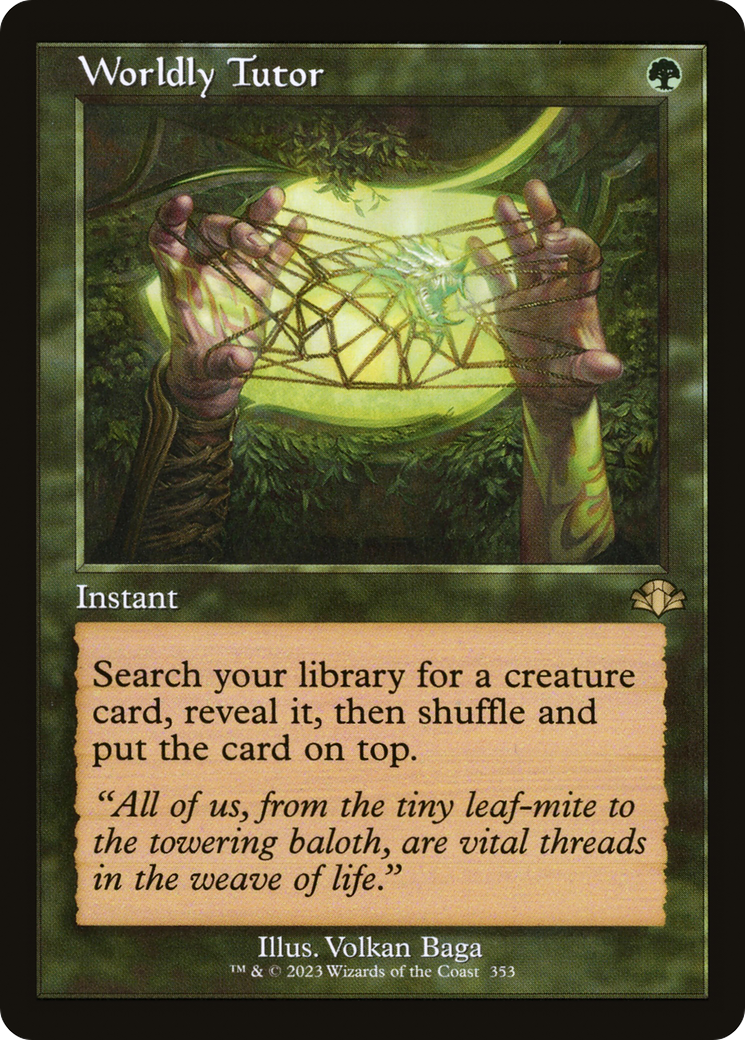 Worldly Tutor
Instant
Search your library for a creature
card, reveal it, then shuffle and
put the card on top.
“All of us, from the tiny leaf-mite to
the towering baloth, are vital threads
in the weave of life.”
Illus. Volkan Baga
™ & © 2023 Wizards of the Coast 353